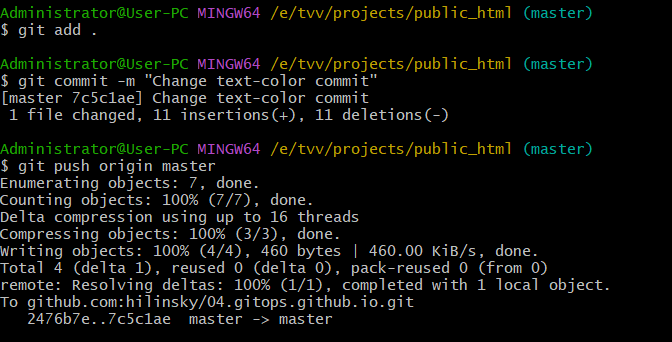 Administrator@User-PC MINGW64 /e/tvv/projects/public_html (master)
$ git add .
Administrator@User-PC MINGW64 /e/tvv/projects/public_html (master)
$ git commit -m "Change text-color commit"
[master 7c5c1ae] Change text-color commit
 1 file changed, 11 insertions(+), 11 deletions(-)
Administrator@User-PC MINGW64 /e/tvv/projects/public_html (master)
$ git push origin master
Enumerating objects: 7, done.
Counting objects: 100% (7/7), done.
Delta compression using up to 16 threads
Compressing objects: 100% (3/3), done.
Writing objects: 100% (4/4), 460 bytes | 460.00 KiB/s, done.
Total 4 (delta 1), reused 0 (delta 0), pack-reused 0 (from 0)
remote: Resolving deltas: 100% (1/1), completed with 1 local object.
To github.com:hilinsky/04.gitops.github.io.git
   2476b7e..7c5c1ae  master -> master